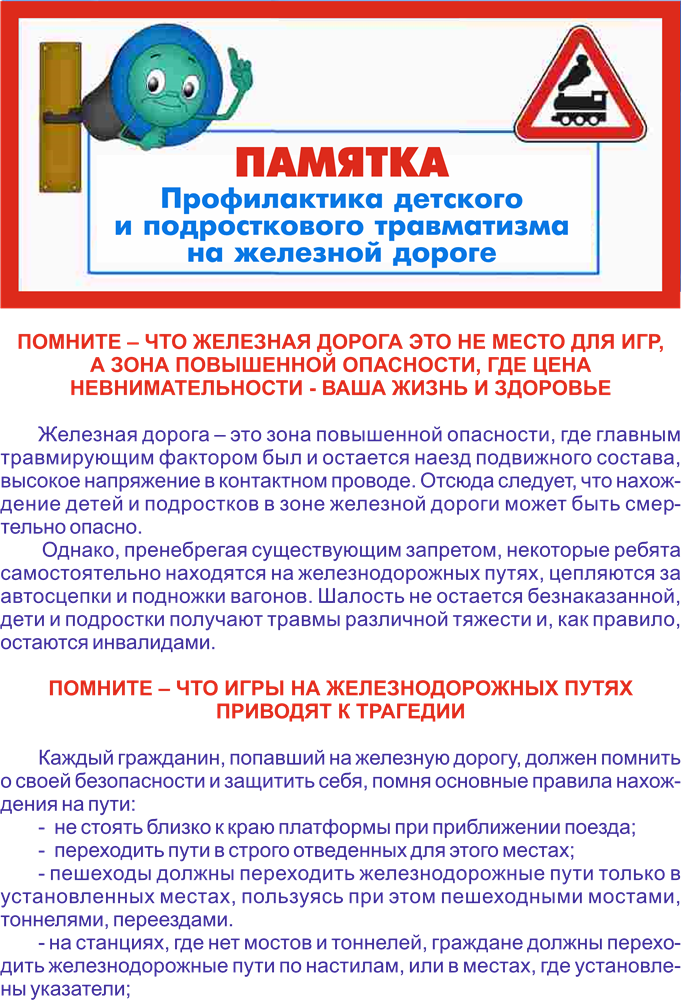 ПАМЯТКА
Профилактика детского
и подросткового травматизма
на железной дороге
ПОМНИТЕ – ЧТО ЖЕЛЕЗНАЯ ДОРОГА ЭТО НЕ МЕСТО ДЛЯ ИГР,
А ЗОНА ПОВЫШЕННОЙ ОПАСНОСТИ, ГДЕ ЦЕНА
НЕВНИМАТЕЛЬНОСТИ - ВАША ЖИЗНЬ И ЗДОРОВЬЕ
Железная дорога – это зона повышенной опасности, где главным
травмирующим фактором был и остается наезд подвижного состава,
высокое напряжение в контактном проводе. Отсюда следует, что нахож-
дение детей и подростков в зоне железной дороги может быть смер-
тельно опасно.
Однако, пренебрегая существующим запретом, некоторые ребята
самостоятельно находятся на железнодорожных путях, цепляются за
автосцепки и подножки вагонов. Шалость не остается безнаказанной,
дети и подростки получают травмы различной тяжести и, как правило,
остаются инвалидами.
ПОМНИТЕ – ЧТО ИГРЫ НА ЖЕЛЕЗНОДОРОЖНЫХ ПУТЯХ
ПРИВОДЯТ К ТРАГЕДИИ
Каждый гражданин, попавший на железную дорогу, должен помнить
о своей безопасности и защитить себя, помня основные правила нахож-
дения на пути:
- не стоять близко к краю платформы при приближении поезда;
- переходить пути в строго отведенных для этого местах;
- пешеходы должны переходить железнодорожные пути только в
установленных местах, пользуясь при этом пешеходными мостами,
тоннелями, переездами.
- на станциях, где нет мостов и тоннелей, граждане должны перехо-
дить железнодорожные пути по настилам, или в местах, где установле-
ны указатели;